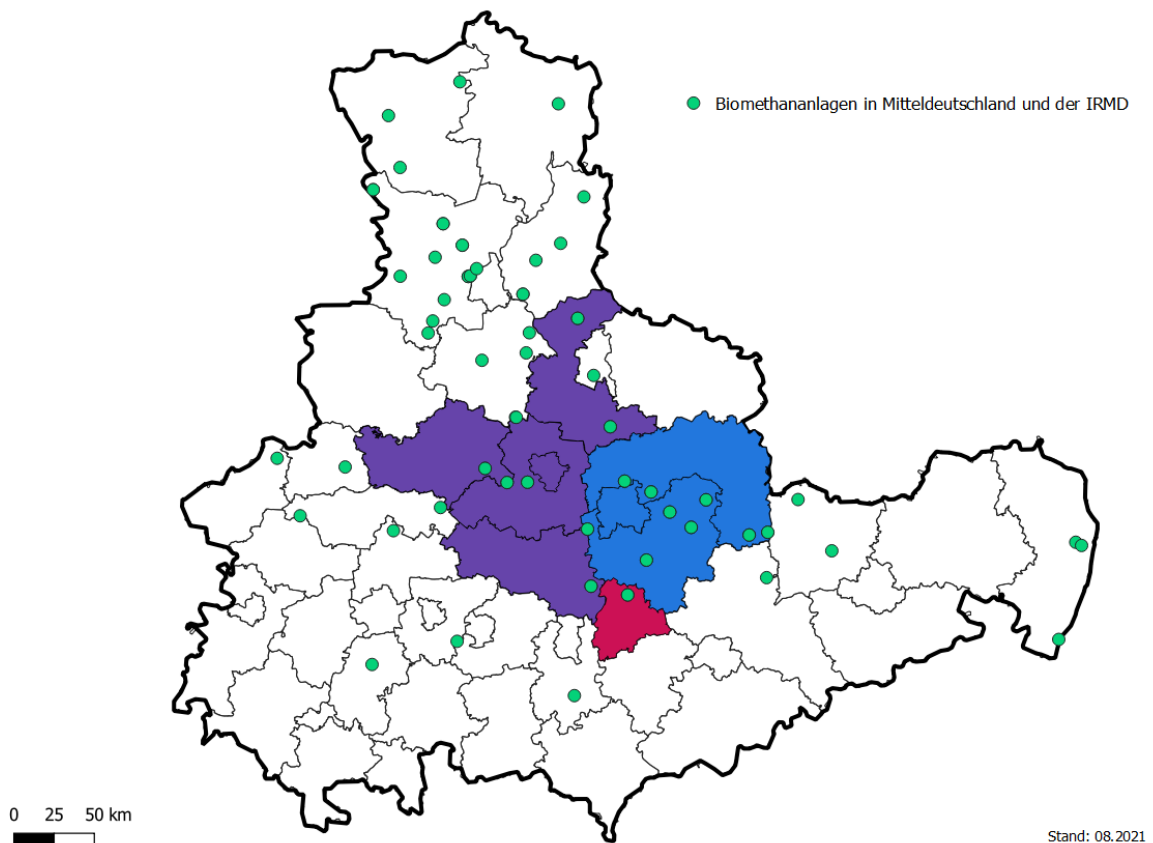 Biomethananlagen in Mitteldeutschland und der IRMD
0 25 50 km
Stand: 08.2021